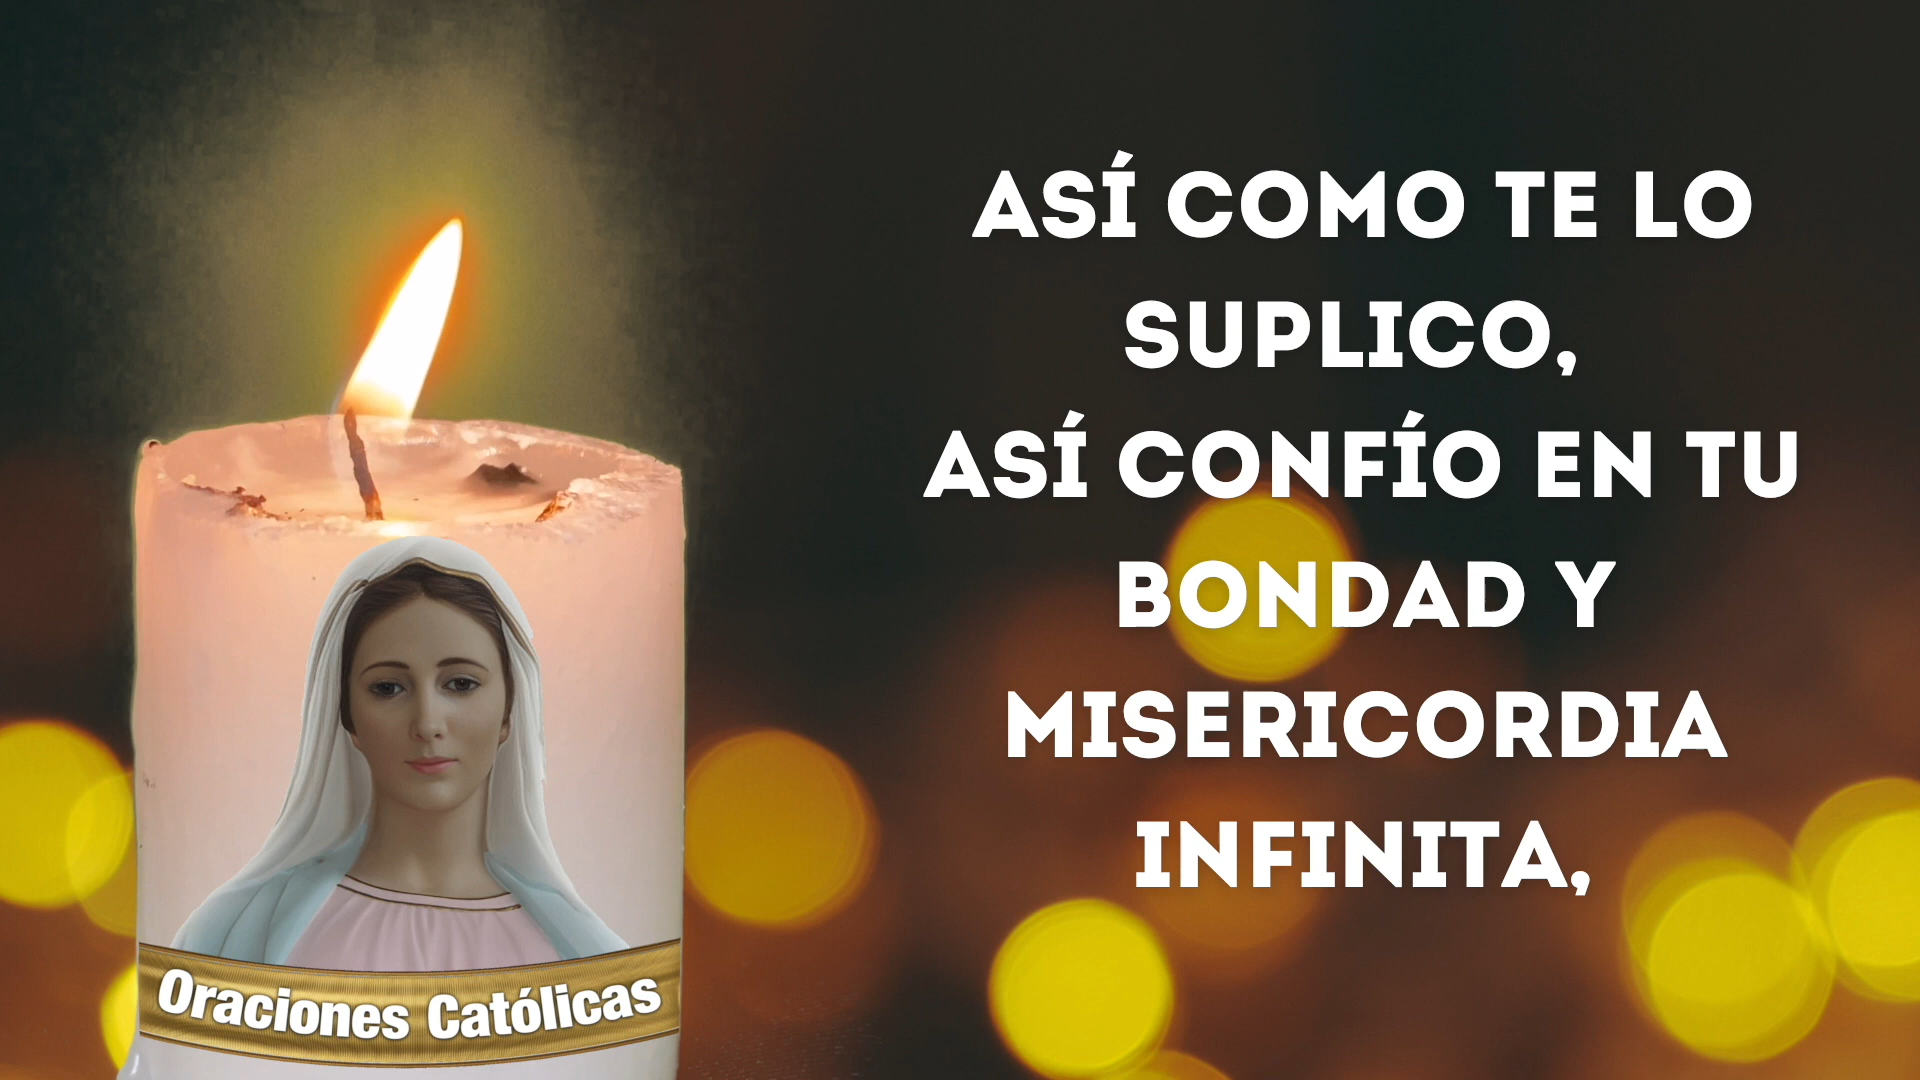 ASÍ COMO TE LO
SUPLICO,
ASÍ CONFÍO EN TU
BONDAD Y
MISERICORDIA
INFINITA,
Oraciones Católicas